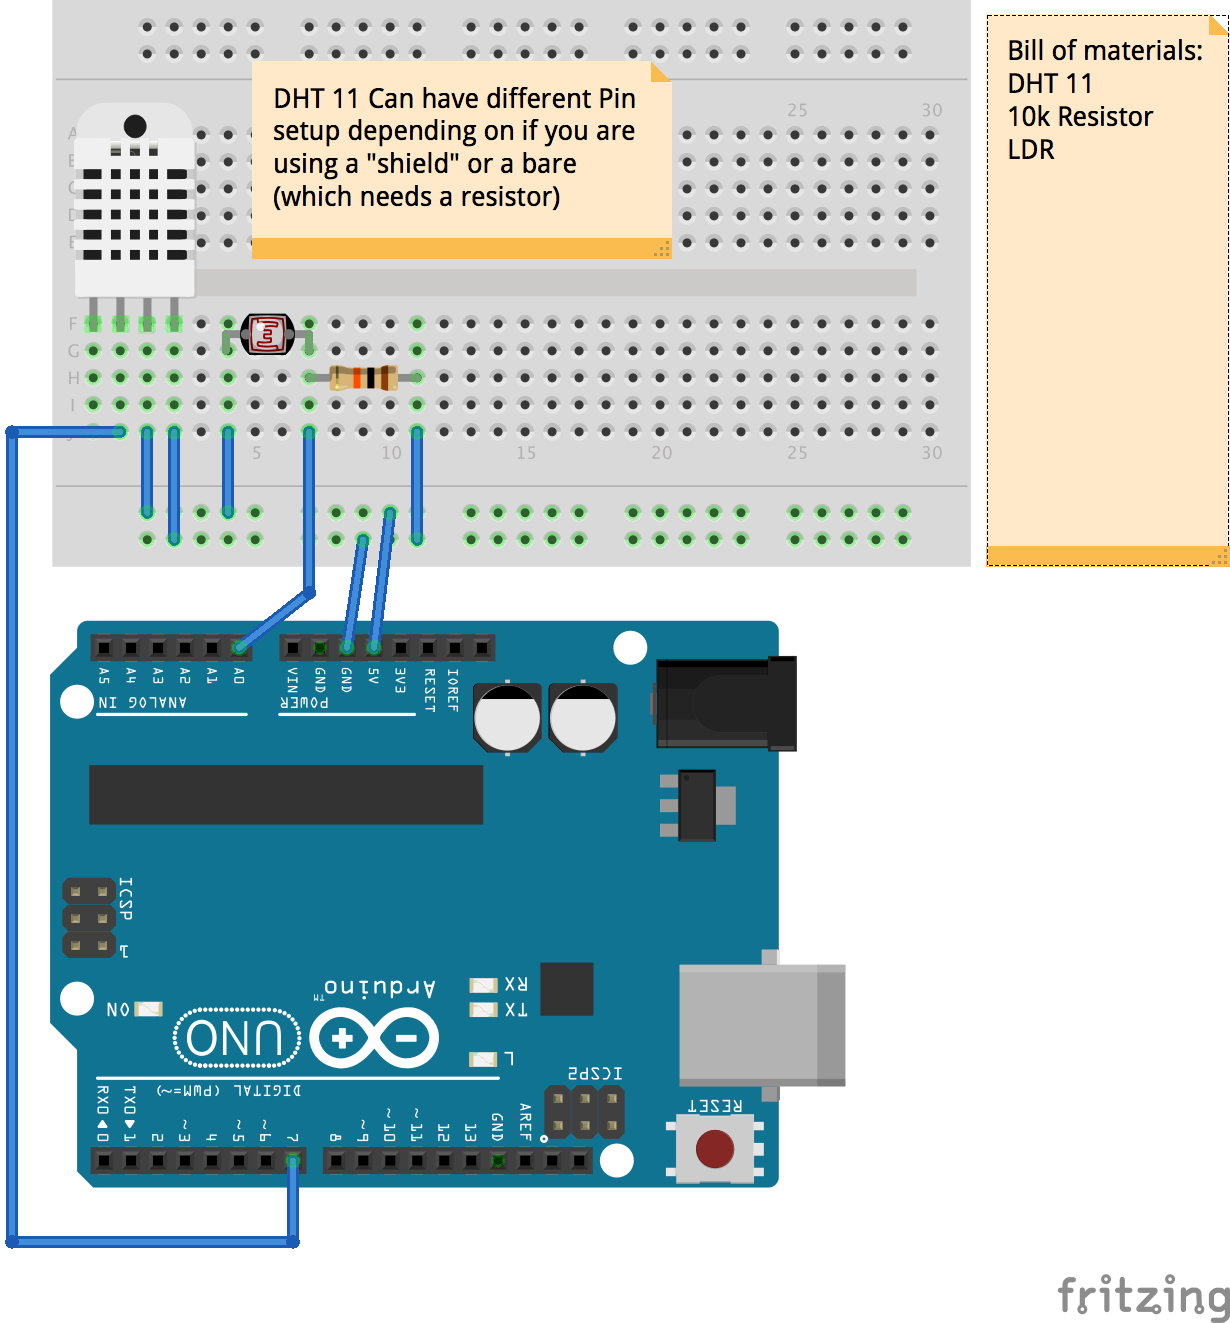 Bill of materials:
DHT 11
10k Resistor
LDR
DHT 11 Can have different Pin
setup depending on if you are
using a "shield" or a bare
(which needs a resistor)
25 30
A
F
G
H
I
5 10 15 20 25 30
A5 A4 A3 A2 A1 A0
ANALOG IN
VIN GND GND 5V 3V3 RESET IOREF
POWER
ICSP
1
ON
UNO
Arduino
TM
RX
TX
L
ICSP2
DIGITAL (PWM=~)
RX0 ◀ 0
TX0 ▶ 1
2
~3
4
~5
~6
7
8
~9
~10
~11
12
13
GND
AREF
RESET
fritzing